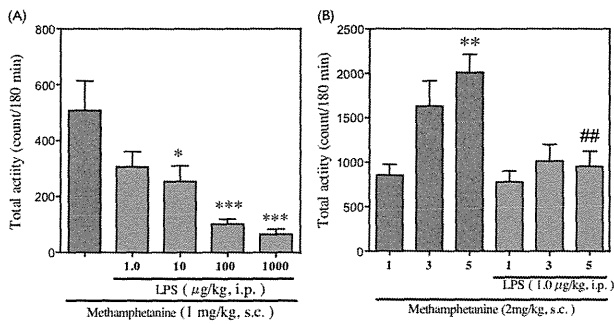 (A)
Total actiity (count/180 min)
800
600
400
200
0
*
***
***
1.0 10 100 1000
LPS ( µg/kg, i.p. )
Methamphetanine (1 mg/kg, s.c.)
(B)
Total actiity (count/180 min)
2500
2000
1500
1000
500
0
**
##
1 3 5 1 3 5
LPS ( 1.0 µg/kg, i.p.)
Methamphetanine (2mg/kg, s.c.)